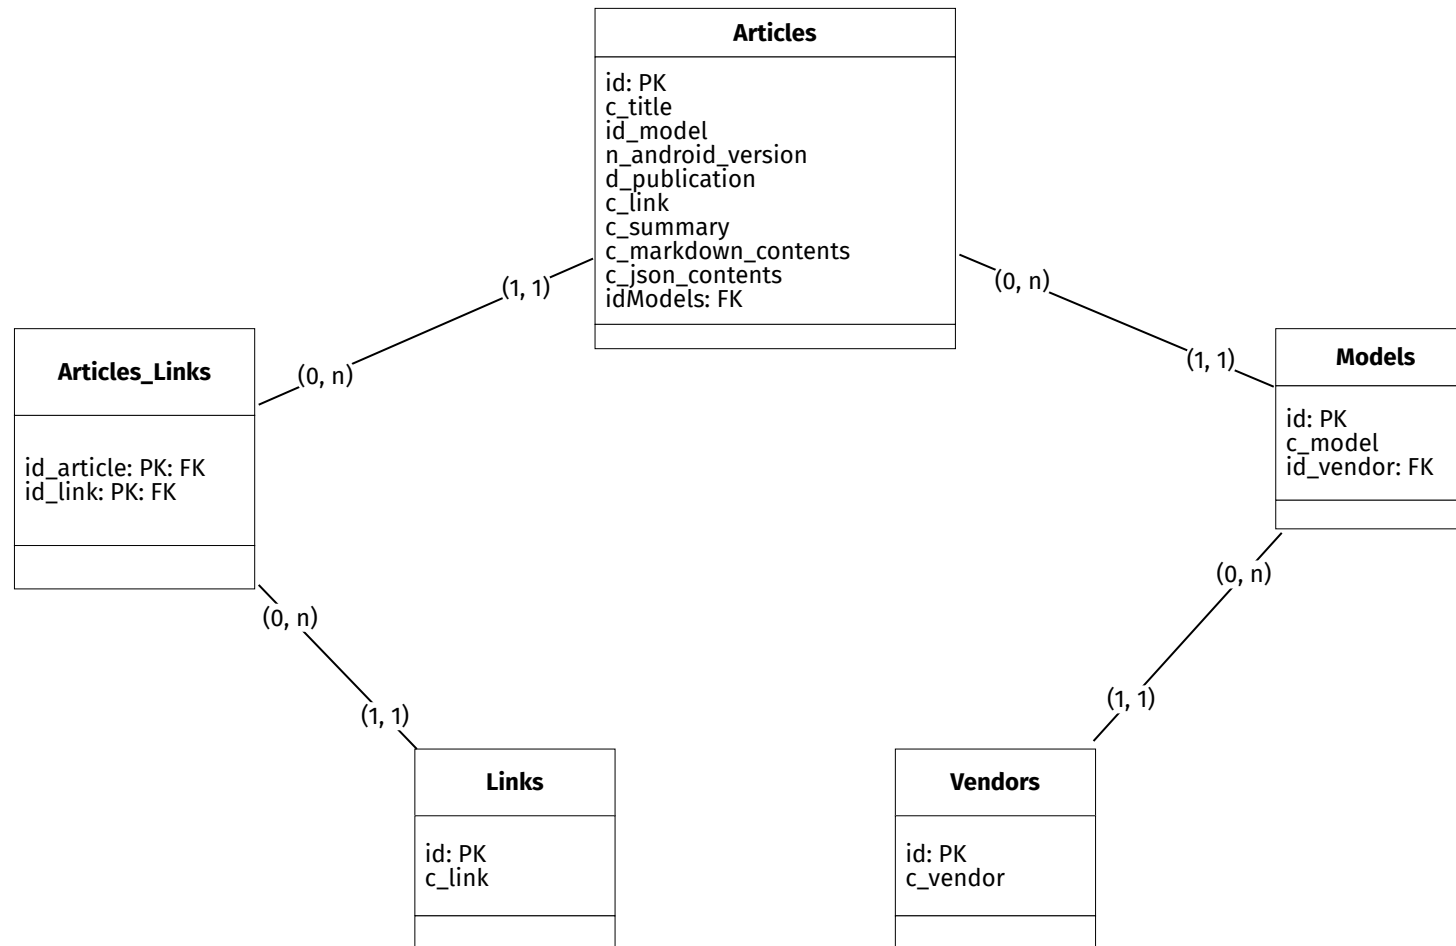 Articles
id: PK
c_title
id_model
n_android_version
d_publication
c_link
c_summary
c_markdown_contents
c_json_contents
idModels: FK
(1, 1)
(0, n)
(0, n)
(1, 1)
Articles_Links
id_article: PK: FK
id_link: PK: FK
Models
id: PK
c_model
id_vendor: FK
(0, n)
(1, 1)
(0, n)
(1, 1)
Links
id: PK
c_link
Vendors
id: PK
c_vendor